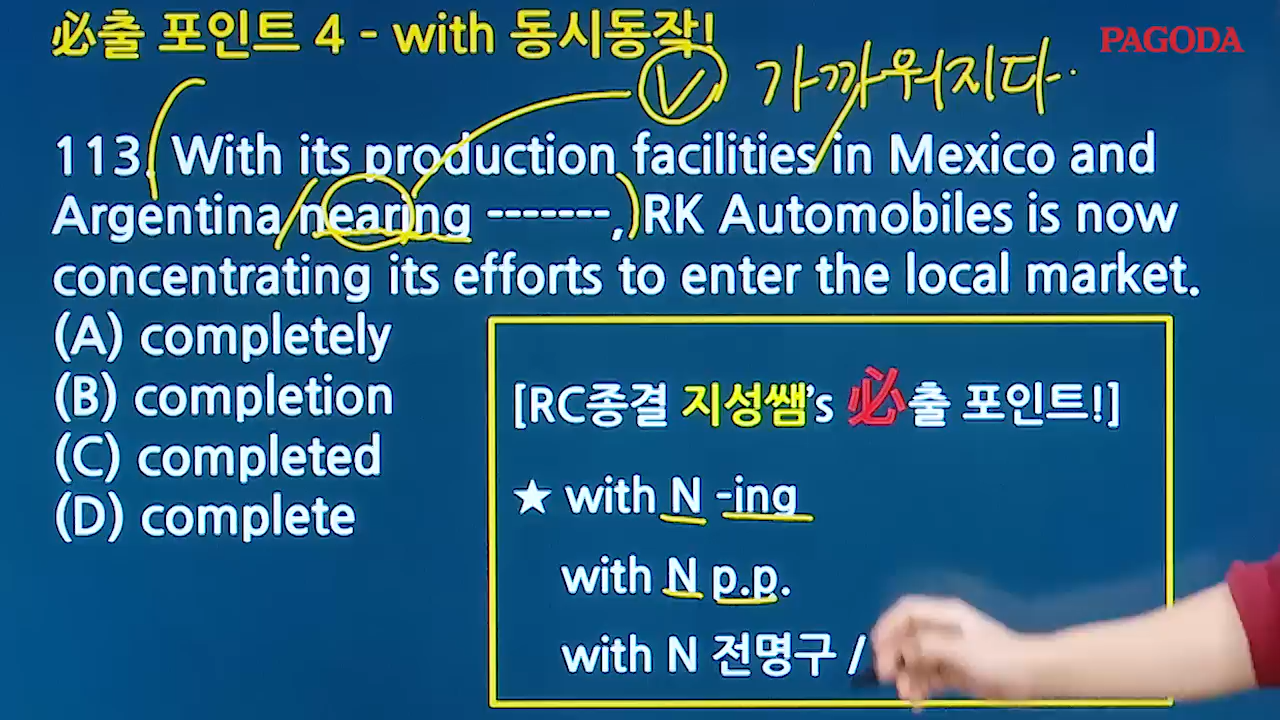 必출 포인트 4 - with 동시동작!
PAGODA
V 가까워지다..
113. With its production facilities in Mexico and
Argentina nearing -------, RK Automobiles is now
concentrating its efforts to enter the local market.
(A) completely
(B) completion
(C) completed
(D) complete
[RC종결 지성쌤's 必출 포인트!]
★ with N -ing
with N p.p.
with N 전명구 /